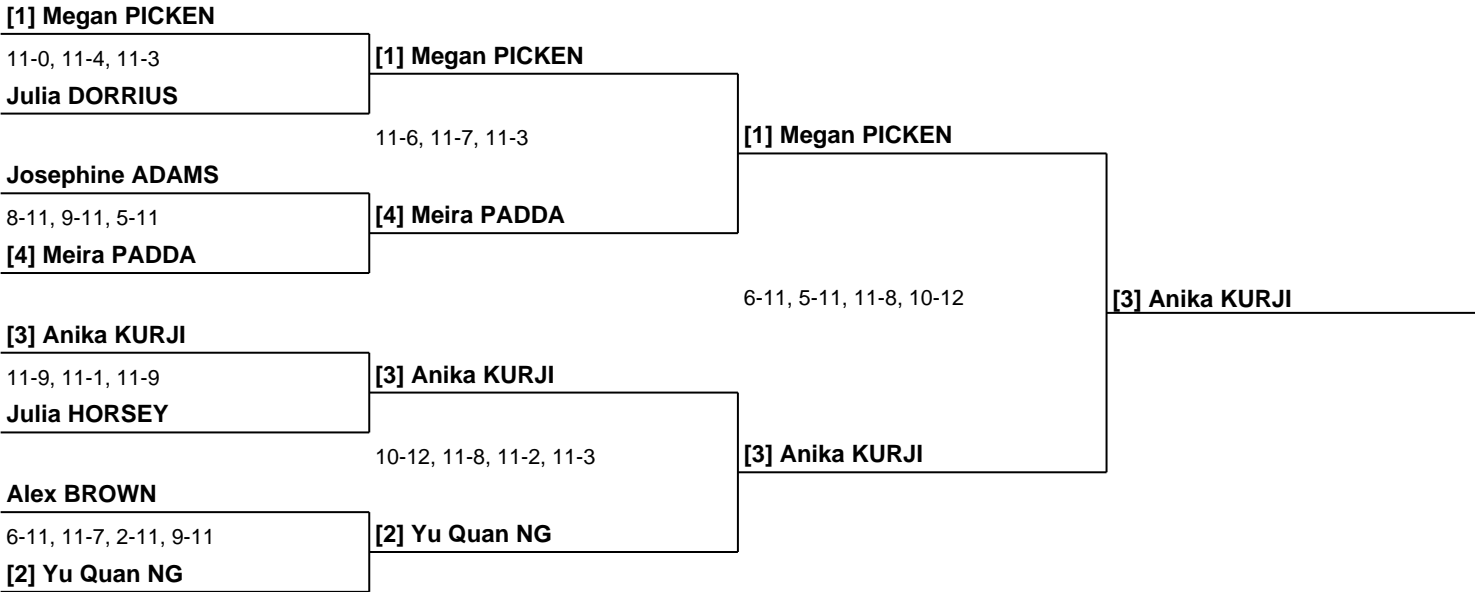 [1] Megan PICKEN
11-0, 11-4, 11-3
[1] Megan PICKEN
Julia DORRIUS
11-6, 11-7, 11-3
[1] Megan PICKEN
Josephine ADAMS
8-11, 9-11, 5-11
[4] Meira PADDA
[4] Meira PADDA
6-11, 5-11, 11-8, 10-12
[3] Anika KURJI
[3] Anika KURJI
11-9, 11-1, 11-9
[3] Anika KURJI
Julia HORSEY
10-12, 11-8, 11-2, 11-3
[3] Anika KURJI
Alex BROWN
6-11, 11-7, 2-11, 9-11
[2] Yu Quan NG
[2] Yu Quan NG